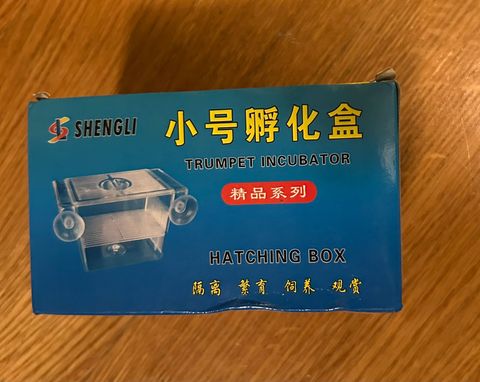 SHENGLI
小号孵化盒
TRUMPET INCUBATOR
精品系列
HATCHING BOX
隔离 繁育 饲养 观赏